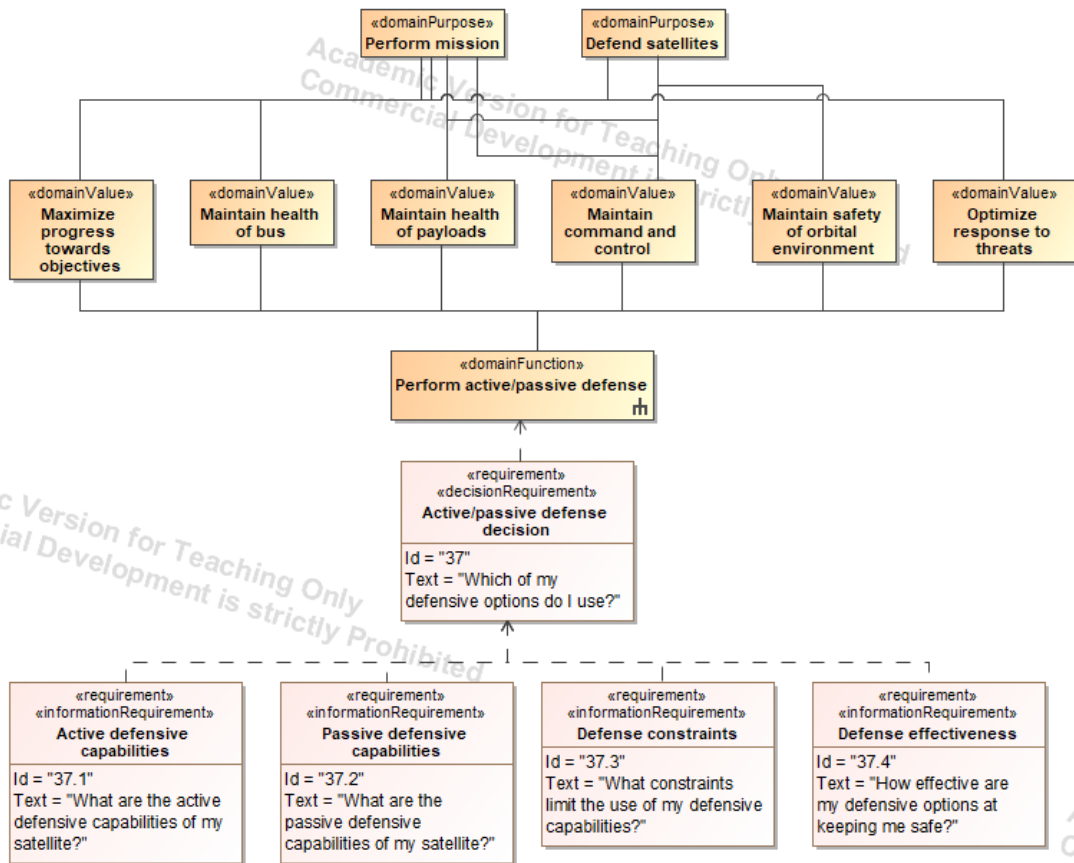 «domainPurpose»
Perform mission
«domainPurpose»
Defend satellites
Academic Version for Teaching Only
Commercial Development is strictly Prohibited
«domainValue»
Maximize
progress
towards
objectives
«domainValue»
Maintain health
of bus
«domainValue»
Maintain health
of payloads
«domainValue»
Maintain
command and
control
«domainValue»
Maintain safety
of orbital
environment
«domainValue»
Optimize
response to
threats
«domainFunction»
Perform active/passive defense
«requirement»
«decisionRequirement»
Active/passive defense
decision
Id = "37"
Text = "Which of my
defensive options do I use?"
c Version for Teaching Only
cial Development is strictly Prohibited
«requirement»
«informationRequirement»
Active defensive
capabilities
Id = "37.1"
Text = "What are the active
defensive capabilities of my
satellite?"
«requirement»
«informationRequirement»
Passive defensive
capabilities
Id = "37.2"
Text = "What are the
passive defensive
capabilities of my satellite?"
«requirement»
«informationRequirement»
Defense constraints
Id = "37.3"
Text = "What constraints
limit the use of my defensive
capabilities?"
«requirement»
«informationRequirement»
Defense effectiveness
Id = "37.4"
Text = "How effective are
my defensive options at
keeping me safe?"